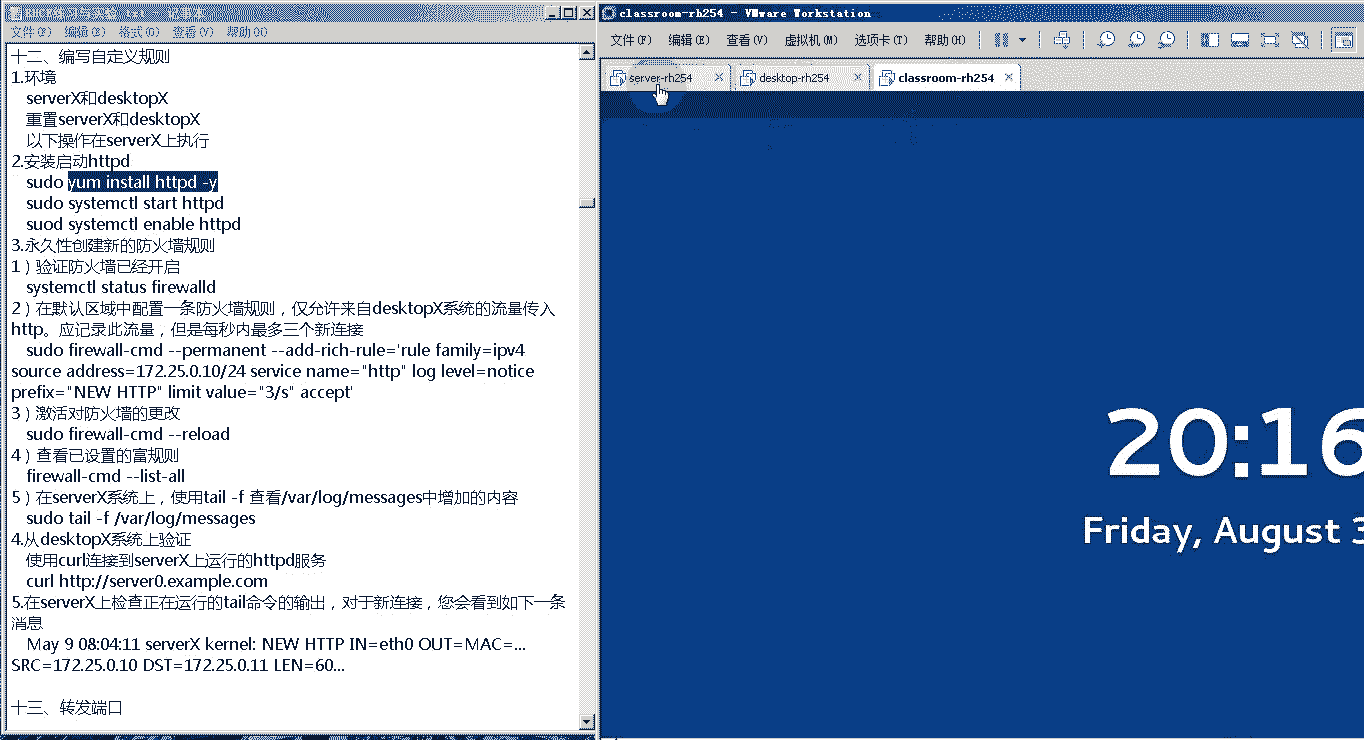 文件(F) 编辑(E) 格式(O) 查看(V) 帮助(H)
十二、编写自定义规则
1.环境
serverX和desktopX
重置serverX和desktopX
以下操作在serverX上执行
2.安装启动httpd
sudo yum install httpd -y
sudo systemctl start httpd
suod systemctl enable httpd
3.永久性创建新的防火墙规则
1）验证防火墙已经开启
systemctl status firewalld
2）在默认区域中配置一条防火墙规则，仅允许来自desktopX系统的流量传入
http。应记录此流量，但是每秒内最多三个新连接
sudo firewall-cmd --permanent --add-rich-rule='rule family=ipv4
source address=172.25.0.10/24 service name="http" log level=notice
prefix="NEW HTTP" limit value="3/s" accept'
3）激活对防火墙的更改
sudo firewall-cmd --reload
4）查看已设置的富规则
firewall-cmd --list-all
5）在serverX系统上，使用tail -f 查看/var/log/messages中增加的内容
sudo tail -f /var/log/messages
4.从desktopX系统上验证
使用curl连接到serverX上运行的httpd服务
curl http://server0.example.com
5.在serverX上检查正在运行的tail命令的输出，对于新连接，您会看到如下一条
消息
May 9 08:04:11 serverX kernel: NEW HTTP IN=eth0 OUT=MAC=...
SRC=172.25.0.10 DST=172.25.0.11 LEN=60...
十三、转发端口
classroom-rh254 - VMware Workstation
文件(F) 编辑(E) 查看(V) 虚拟机(M) 选项卡(T) 帮助(H)
server-rh254 desktop-rh254 classroom-rh254
20:16
Friday, August 3